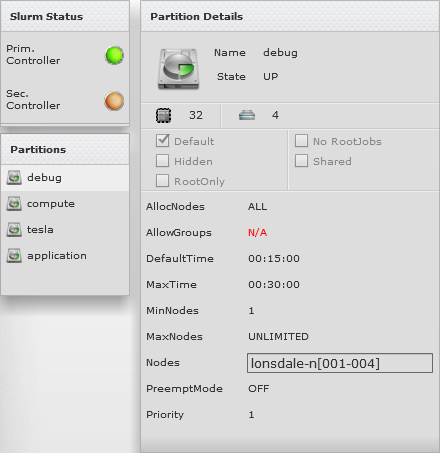 Slurm Status
Prim.
Controller
Sec.
Controller
Partitions
debug
compute
tesla
application
Partition Details
Name debug
State UP
32 4
Default No RootJobs
Hidden Shared
RootOnly
AllocNodes ALL
AllowGroups N/A
DefaultTime 00:15:00
MaxTime 00:30:00
MinNodes 1
MaxNodes UNLIMITED
Nodes lonsdale-n[001-004]
PreemptMode OFF
Priority 1